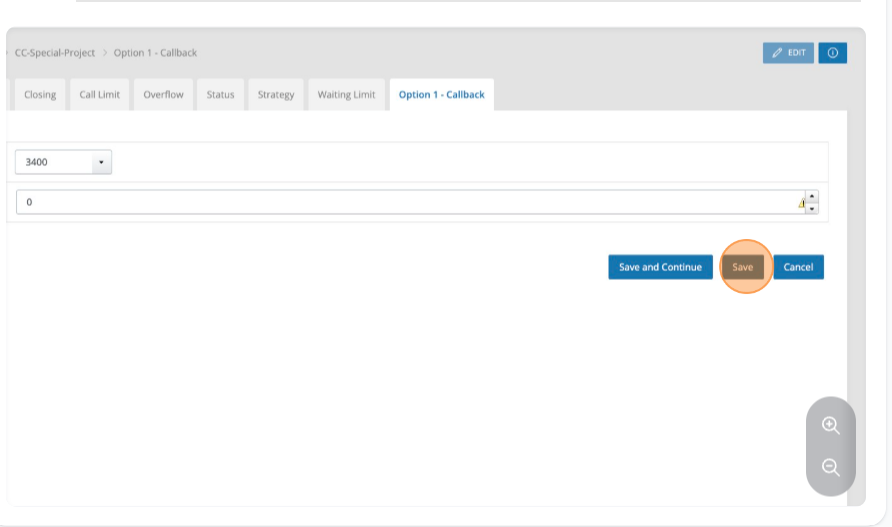 CC-Special-Project > Option 1 - Callback
EDIT
Closing Call Limit Overflow Status Strategy Waiting Limit Option 1 - Callback
3400
0
Save and Continue Save Cancel